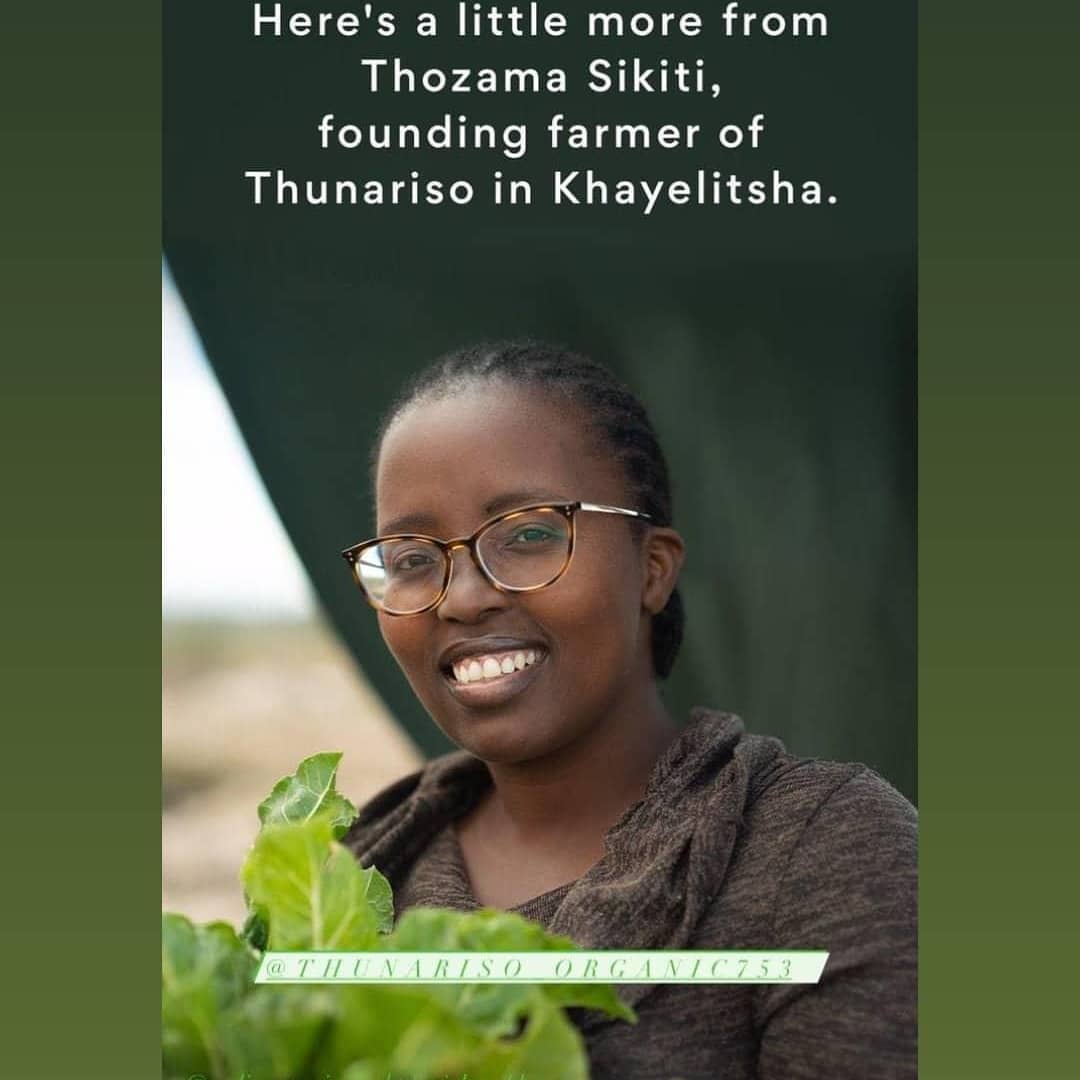 Here's a little more from
Thozama Sikiti,
founding farmer of
Thunariso in Khayelitsha.
@THUNARISO_ORGANIC753